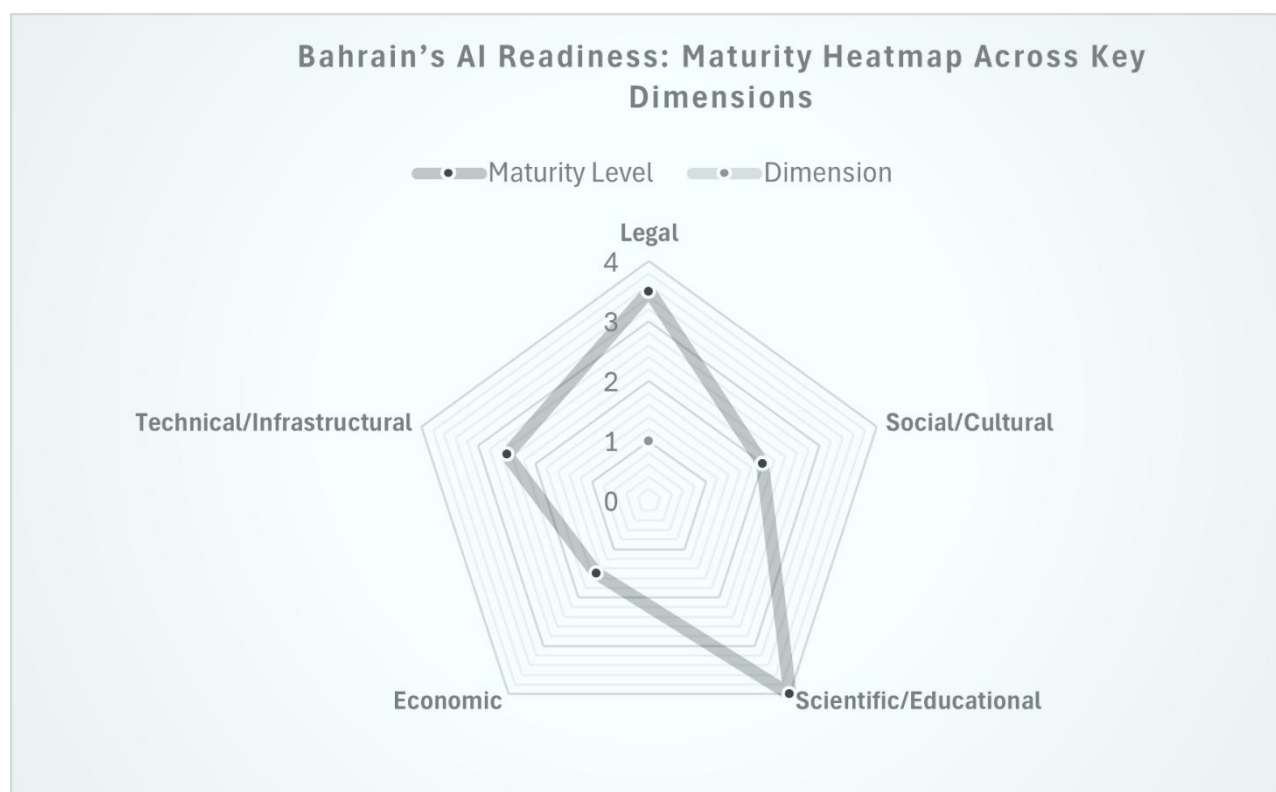 Bahrain’s AI Readiness: Maturity Heatmap Across Key
Dimensions
Maturity Level Dimension
Legal
4
3
2
1
0
Technical/Infrastructural
Social/Cultural
Economic
Scientific/Educational